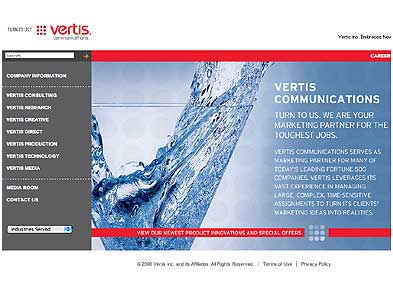 TURN TO US™
vertis.
communications
Vertis Inc. Embraces Nov
CAREER
COMPANY INFORMATION
VERTIS CONSULTING
VERTIS RESEARCH
VERTIS CREATIVE
VERTIS DIRECT
VERTIS PRODUCTION
VERTIS TECHNOLOGY
VERTIS MEDIA
MEDIA ROOM
CONTACT US
Industries Served
VERTIS
COMMUNICATIONS
TURN TO US. WE ARE YOUR
MARKETING PARTNER FOR THE
TOUGHEST JOBS.
VERTIS COMMUNICATIONS SERVES AS
MARKETING PARTNER FOR MANY OF
TODAY'S LEADING FORTUNE 500
COMPANIES. VERTIS LEVERAGES ITS
VAST EXPERIENCE IN MANAGING
LARGE, COMPLEX, TIME-SENSITIVE
ASSIGNMENTS TO TURN ITS CLIENTS'
MARKETING IDEAS INTO REALITIES.
VIEW OUR NEWEST PRODUCT INNOVATIONS AND SPECIAL OFFERS
© 2006 Vertis Inc. and its Affiliates. All Rights Reserved. | Terms of Use | Privacy Policy